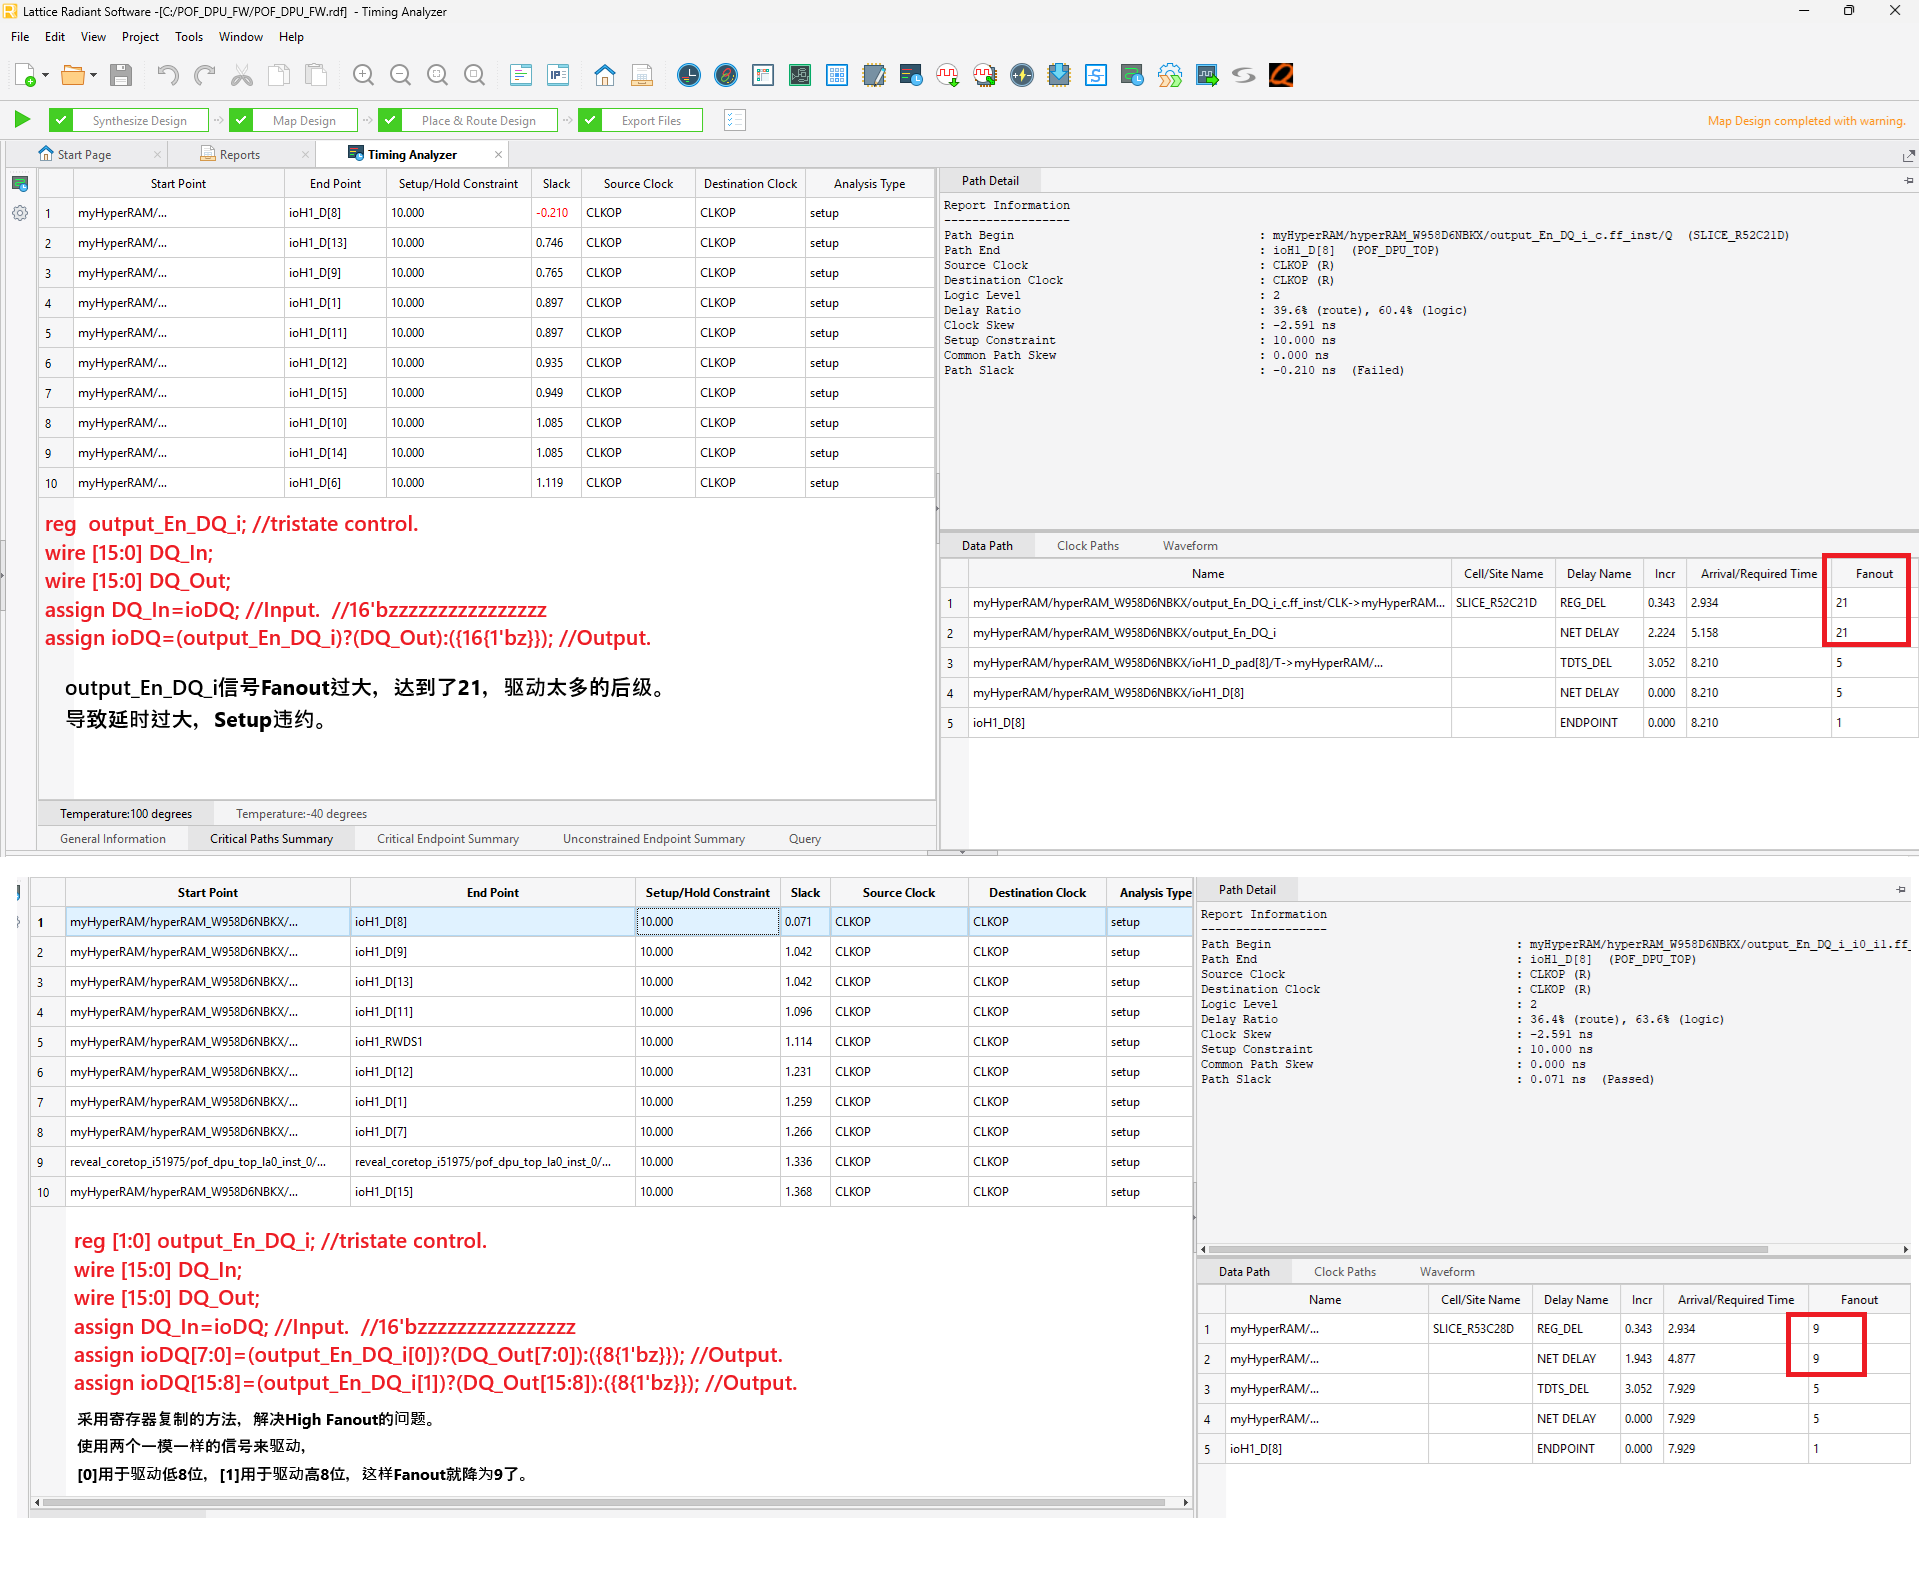 Lattice Radiant Software -[C:/POF_DPU_FW/POF_DPU_FW.rdf]  - Timing Analyzer
File Edit View Project Tools Window Help
Synthesize Design Map Design Place & Route Design Export Files Map Design completed with warning.
Start Page Reports Timing Analyzer
Start Point End Point Setup/Hold Constraint Slack Source Clock Destination Clock Analysis Type
1 myHyperRAM/... ioH1_D[8] 10.000 -0.210 CLKOP CLKOP setup
2 myHyperRAM/... ioH1_D[13] 10.000 0.746 CLKOP CLKOP setup
3 myHyperRAM/... ioH1_D[9] 10.000 0.765 CLKOP CLKOP setup
4 myHyperRAM/... ioH1_D[1] 10.000 0.897 CLKOP CLKOP setup
5 myHyperRAM/... ioH1_D[11] 10.000 0.897 CLKOP CLKOP setup
6 myHyperRAM/... ioH1_D[12] 10.000 0.935 CLKOP CLKOP setup
7 myHyperRAM/... ioH1_D[15] 10.000 0.949 CLKOP CLKOP setup
8 myHyperRAM/... ioH1_D[10] 10.000 1.085 CLKOP CLKOP setup
9 myHyperRAM/... ioH1_D[14] 10.000 1.085 CLKOP CLKOP setup
10 myHyperRAM/... ioH1_D[6] 10.000 1.119 CLKOP CLKOP setup
reg  output_En_DQ_i; //tristate control.
wire [15:0] DQ_In;
wire [15:0] DQ_Out;
assign DQ_In=ioDQ; //Input.  //16'bzzzzzzzzzzzzzzzz
assign ioDQ=(output_En_DQ_i)?(DQ_Out):({16{1'bz}}); //Output.
output_En_DQ_i信号Fanout过大，达到了21，驱动太多的后级。
导致延时过大，Setup违约。
Temperature:100 degrees Temperature:-40 degrees
General Information Critical Paths Summary Critical Endpoint Summary Unconstrained Endpoint Summary Query
Path Detail
Report Information
------------------
Path Begin : myHyperRAM/hyperRAM_W958D6NBKX/output_En_DQ_i_c.ff_inst/Q  (SLICE_R52C21D)
Path End : ioH1_D[8]  (POF_DPU_TOP)
Source Clock : CLKOP (R)
Destination Clock : CLKOP (R)
Logic Level : 2
Delay Ratio : 39.6% (route), 60.4% (logic)
Clock Skew : -2.591 ns
Setup Constraint : 10.000 ns
Common Path Skew : 0.000 ns
Path Slack : -0.210 ns  (Failed)
Data Path Clock Paths Waveform
Name Cell/Site Name Delay Name Incr Arrival/Required Time Fanout
1 myHyperRAM/hyperRAM_W958D6NBKX/output_En_DQ_i_c.ff_inst/CLK->myHyperRAM... SLICE_R52C21D REG_DEL 0.343 2.934 21
2 myHyperRAM/hyperRAM_W958D6NBKX/output_En_DQ_i NET DELAY 2.224 5.158 21
3 myHyperRAM/hyperRAM_W958D6NBKX/ioH1_D_pad[8]/T->myHyperRAM/... TDTS_DEL 3.052 8.210 5
4 myHyperRAM/hyperRAM_W958D6NBKX/ioH1_D[8] NET DELAY 0.000 8.210 5
5 ioH1_D[8] ENDPOINT 0.000 8.210 1
Start Point End Point Setup/Hold Constraint Slack Source Clock Destination Clock Analysis Type
1 myHyperRAM/hyperRAM_W958D6NBKX/... ioH1_D[8] 10.000 0.071 CLKOP CLKOP setup
2 myHyperRAM/hyperRAM_W958D6NBKX/... ioH1_D[9] 10.000 1.042 CLKOP CLKOP setup
3 myHyperRAM/hyperRAM_W958D6NBKX/... ioH1_D[13] 10.000 1.042 CLKOP CLKOP setup
4 myHyperRAM/hyperRAM_W958D6NBKX/... ioH1_D[11] 10.000 1.096 CLKOP CLKOP setup
5 myHyperRAM/hyperRAM_W958D6NBKX/... ioH1_RWDS1 10.000 1.114 CLKOP CLKOP setup
6 myHyperRAM/hyperRAM_W958D6NBKX/... ioH1_D[12] 10.000 1.231 CLKOP CLKOP setup
7 myHyperRAM/hyperRAM_W958D6NBKX/... ioH1_D[1] 10.000 1.259 CLKOP CLKOP setup
8 myHyperRAM/hyperRAM_W958D6NBKX/... ioH1_D[7] 10.000 1.266 CLKOP CLKOP setup
9 reveal_coretop_i51975/pof_dpu_top_la0_inst_0/... reveal_coretop_i51975/pof_dpu_top_la0_inst_0/... 10.000 1.336 CLKOP CLKOP setup
10 myHyperRAM/hyperRAM_W958D6NBKX/... ioH1_D[15] 10.000 1.368 CLKOP CLKOP setup
reg [1:0] output_En_DQ_i; //tristate control.
wire [15:0] DQ_In;
wire [15:0] DQ_Out;
assign DQ_In=ioDQ; //Input.  //16'bzzzzzzzzzzzzzzzz
assign ioDQ[7:0]=(output_En_DQ_i[0])?(DQ_Out[7:0]):({8{1'bz}}); //Output.
assign ioDQ[15:8]=(output_En_DQ_i[1])?(DQ_Out[15:8]):({8{1'bz}}); //Output.
采用寄存器复制的方法，解决High Fanout的问题。
使用两个一模一样的信号来驱动，
[0]用于驱动低8位，[1]用于驱动高8位，这样Fanout就降为9了。
Path Detail
Report Information
------------------
Path Begin : myHyperRAM/hyperRAM_W958D6NBKX/output_En_DQ_i_i0_i1.ff_
Path End : ioH1_D[8]  (POF_DPU_TOP)
Source Clock : CLKOP (R)
Destination Clock : CLKOP (R)
Logic Level : 2
Delay Ratio : 36.4% (route), 63.6% (logic)
Clock Skew : -2.591 ns
Setup Constraint : 10.000 ns
Common Path Skew : 0.000 ns
Path Slack : 0.071 ns  (Passed)
Data Path Clock Paths Waveform
Name Cell/Site Name Delay Name Incr Arrival/Required Time Fanout
1 myHyperRAM/... SLICE_R53C28D REG_DEL 0.343 2.934 9
2 myHyperRAM/... NET DELAY 1.943 4.877 9
3 myHyperRAM/... TDTS_DEL 3.052 7.929 5
4 myHyperRAM/... NET DELAY 0.000 7.929 5
5 ioH1_D[8] ENDPOINT 0.000 7.929 1